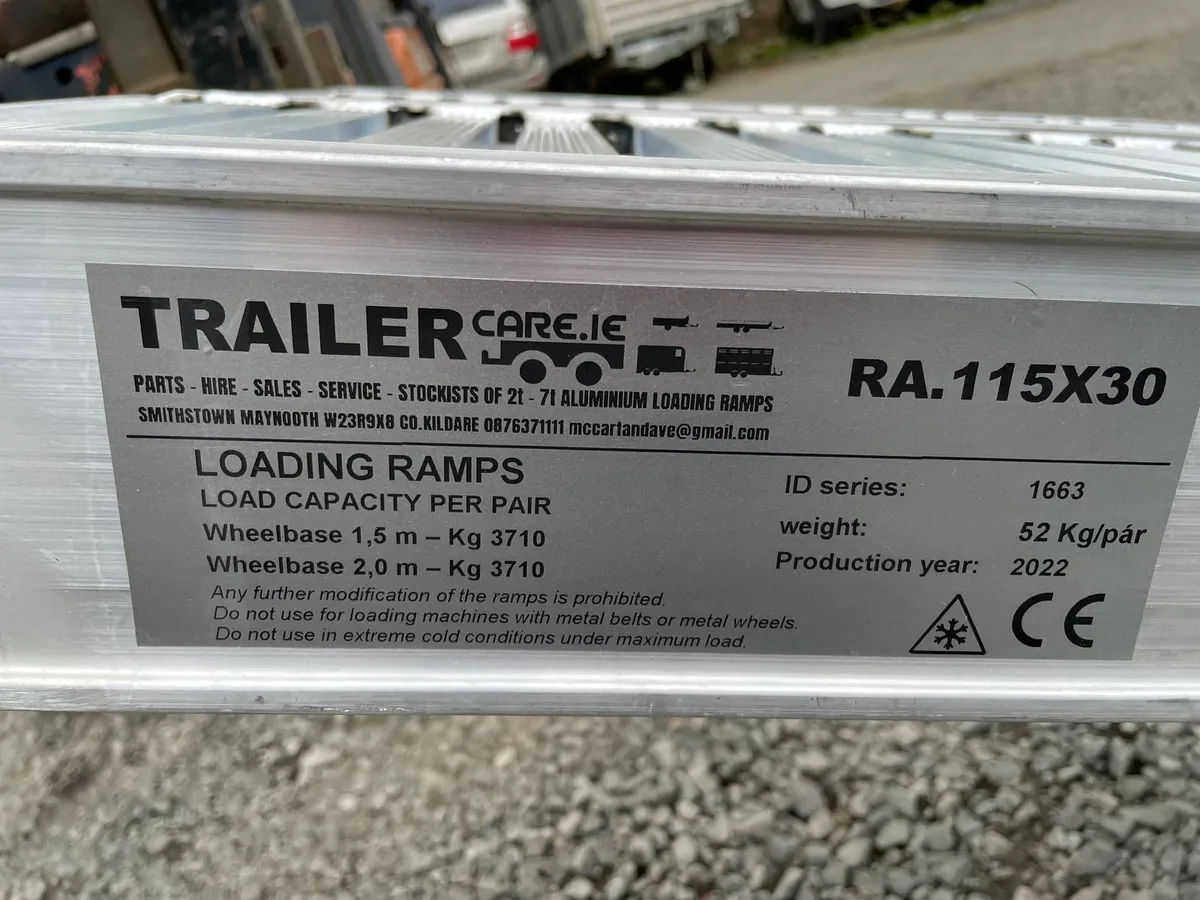 TRAILER CARE.IE
RA.115X30
PARTS - HIRE - SALES - SERVICE - STOCKISTS OF 2t - 7t ALUMINIUM LOADING RAMPS
SMITHSTOWN MAYNOOTH W23R9X8 CO.KILDARE 0876371111 mccartandave@gmail.com
LOADING RAMPS
LOAD CAPACITY PER PAIR
Wheelbase 1,5 m – Kg 3710
Wheelbase 2,0 m – Kg 3710
Any further modification of the ramps is prohibited.
Do not use for loading machines with metal belts or metal wheels.
Do not use in extreme cold conditions under maximum load.
ID series: 1663
weight: 52 Kg/pár
Production year: 2022
CE